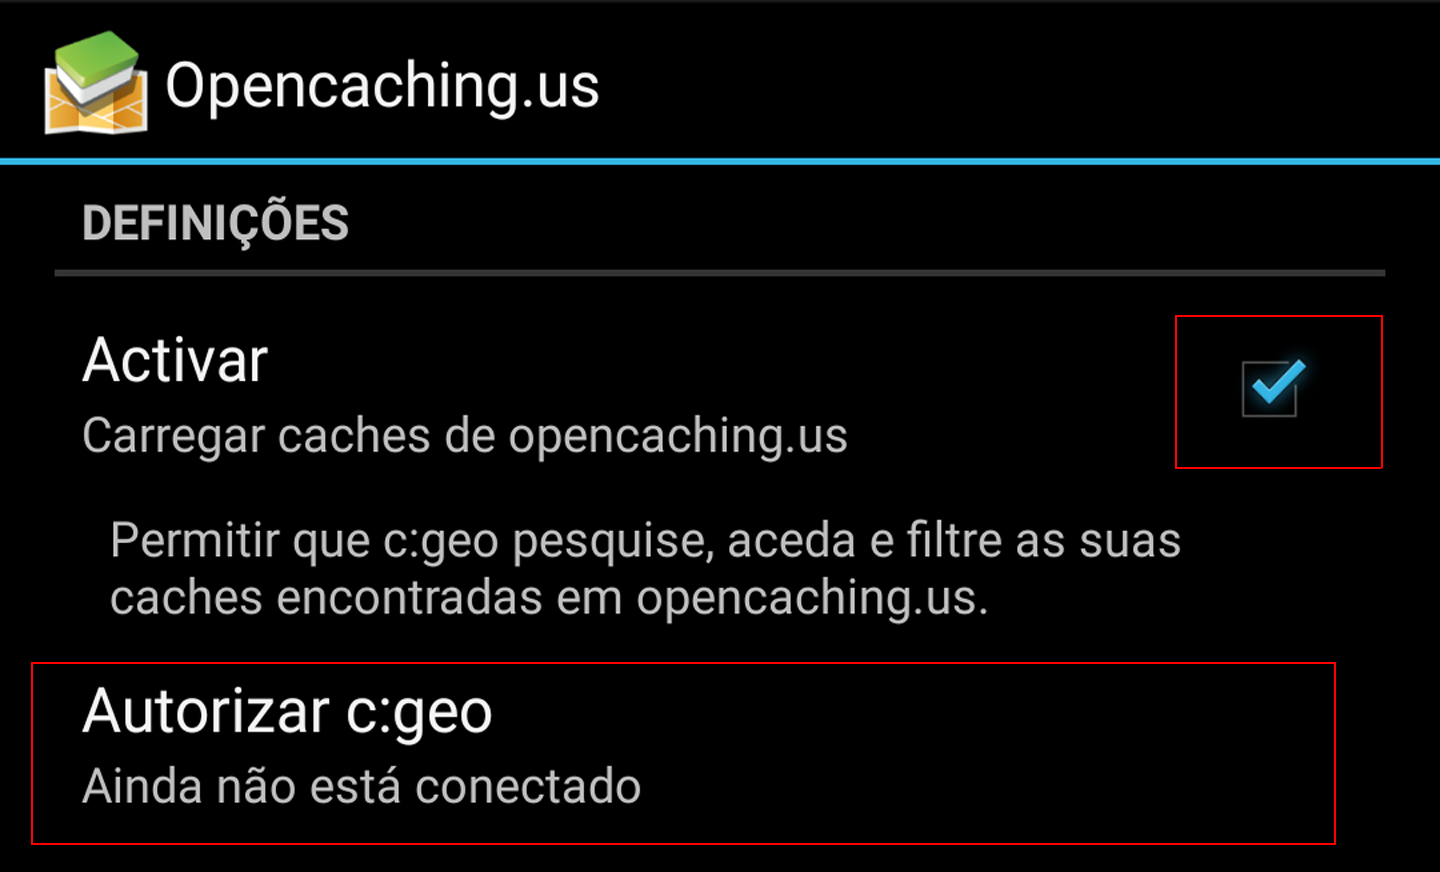 Opencaching.us
DEFINIÇÕES
Activar
Carregar caches de opencaching.us
Permitir que c:geo pesquise, aceda e filtre as suas
caches encontradas em opencaching.us.
Autorizar c:geo
Ainda não está conectado